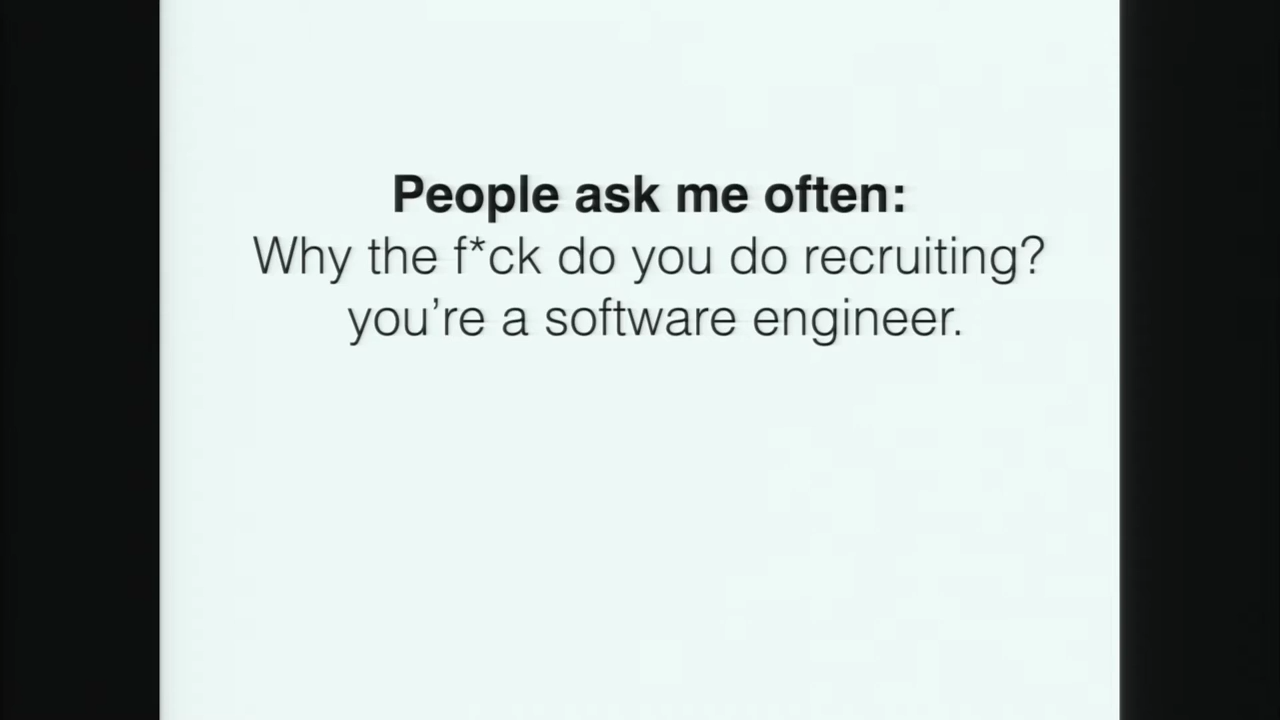 People ask me often:
Why the f*ck do you do recruiting?
you’re a software engineer.